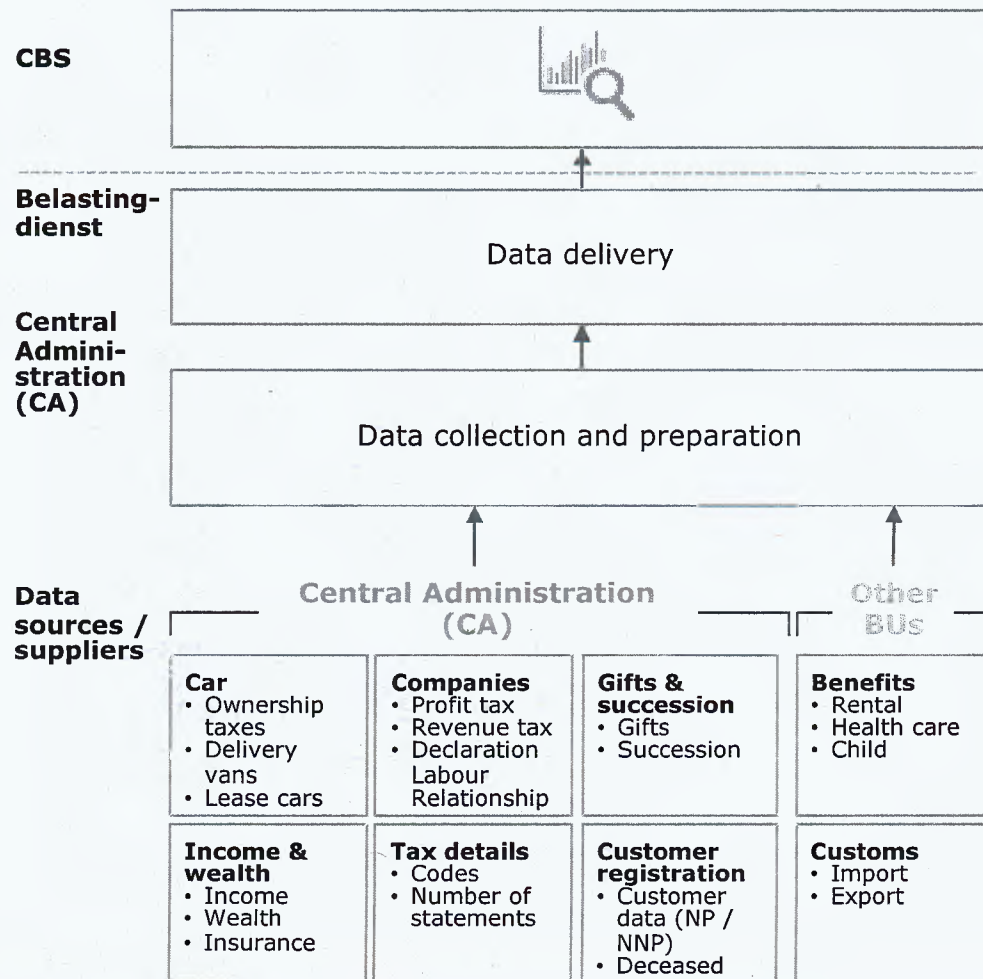 CBS
Belasting-
dienst
Data delivery
Central
Admini-
stration
(CA)
Data collection and preparation
Data
sources /
suppliers
Central Administration
(CA)
Other
BUs
Car
• Ownership
taxes
• Delivery
vans
• Lease cars
Companies
• Profit tax
• Revenue tax
• Declaration
Labour
Relationship
Gifts &
succession
• Gifts
• Succession
Benefits
• Rental
• Health care
• Child
Income &
wealth
• Income
• Wealth
• Insurance
Tax details
• Codes
• Number of
statements
Customer
registration
• Customer
data (NP /
NNP)
• Deceased
Customs
• Import
• Export